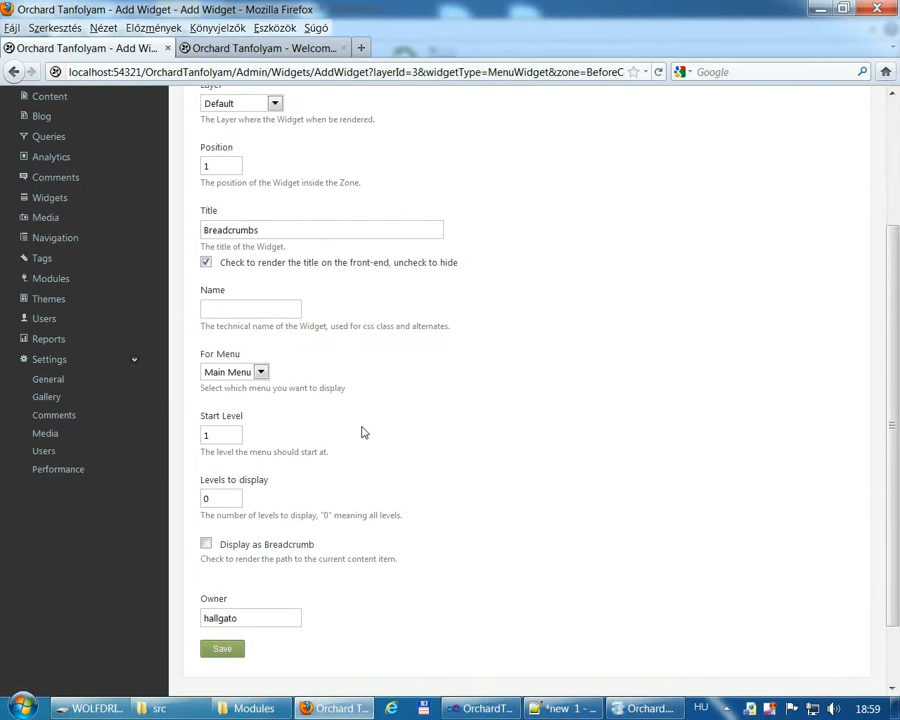 Orchard Tanfolyam - Add Widget - Add Widget - Mozilla Firefox
Fájl Szerkesztés Nézet Előzmények Könyvjelzők Eszközök Súgó
Orchard Tanfolyam - Add Wi... Orchard Tanfolyam - Welcom...
localhost:54321/OrchardTanfolyam/Admin/Widgets/AddWidget?layerId=3&widgetType=MenuWidget&zone=BeforeC Google
Content
Blog
Queries
Analytics
Comments
Widgets
Media
Navigation
Tags
Modules
Themes
Users
Reports
Settings
General
Gallery
Comments
Media
Users
Performance
Layer
Default
The Layer where the Widget when be rendered.
Position
1
The position of the Widget inside the Zone.
Title
Breadcrumbs
The title of the Widget.
Check to render the title on the front-end, uncheck to hide
Name
The technical name of the Widget, used for css class and alternates.
For Menu
Main Menu
Select which menu you want to display
Start Level
1
The level the menu should start at.
Levels to display
0
The number of levels to display, "0" meaning all levels.
Display as Breadcrumb
Check to render the path to the current content item.
Owner
hallgato
Save
WOLFDRI... src Modules Orchard T... OrchardT... *new 1 - ... Orchard.... HU 18:59